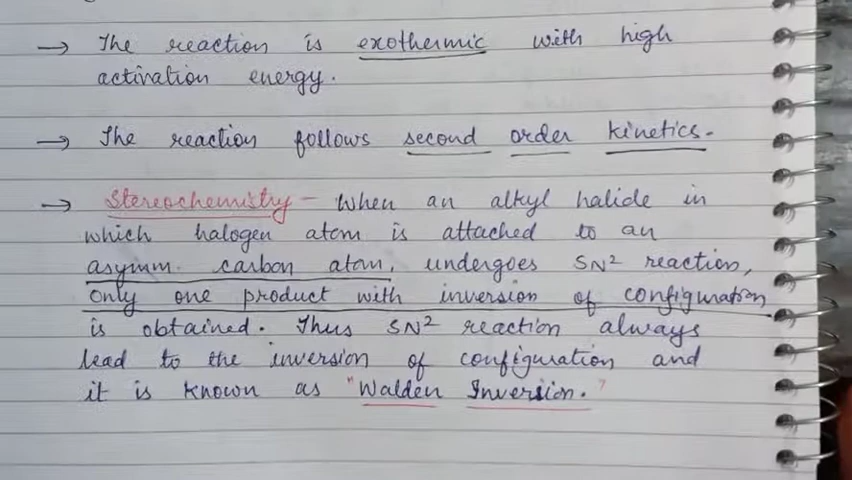 → The reaction is exothermic with high
activation energy.
→ The reaction follows second order kinetics.
→ Stereochemistry - When an alkyl halide in
which halogen atom is attached to an
asymm. carbon atom, undergoes SN² reaction,
only one product with inversion of configuration
is obtained. Thus SN² reaction always
lead to the inversion of configuration and
it is known as "Walden Inversion."